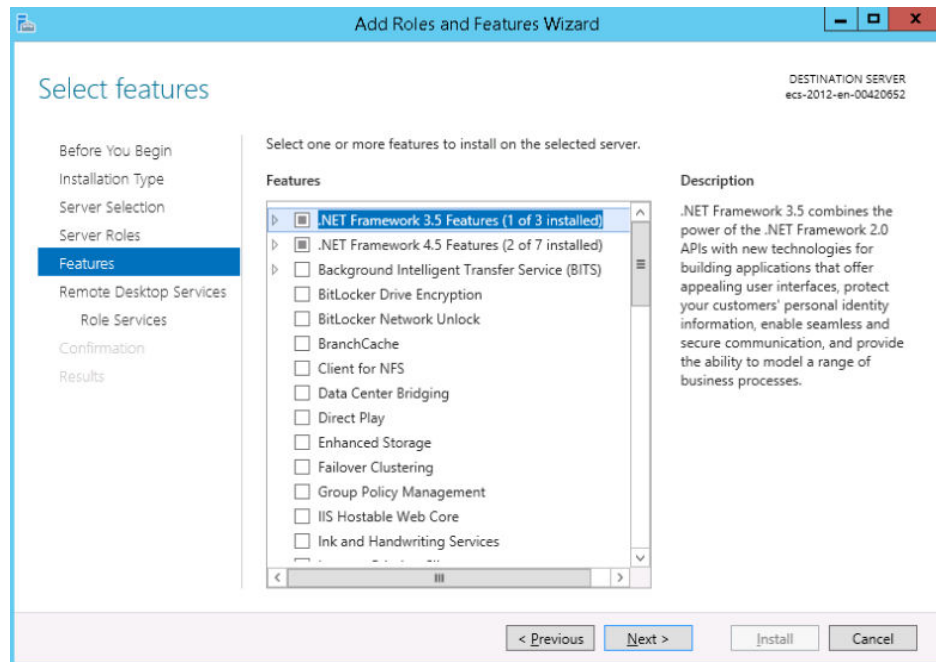 Add Roles and Features Wizard
Select features
DESTINATION SERVER
ecs-2012-en-00420652
Before You Begin
Installation Type
Server Selection
Server Roles
Features
Remote Desktop Services
Role Services
Confirmation
Results
Select one or more features to install on the selected server.
Features
.NET Framework 3.5 Features (1 of 3 installed)
.NET Framework 4.5 Features (2 of 7 installed)
Background Intelligent Transfer Service (BITS)
BitLocker Drive Encryption
BitLocker Network Unlock
BranchCache
Client for NFS
Data Center Bridging
Direct Play
Enhanced Storage
Failover Clustering
Group Policy Management
IIS Hostable Web Core
Ink and Handwriting Services
Description
.NET Framework 3.5 combines the
power of the .NET Framework 2.0
APIs with new technologies for
building applications that offer
appealing user interfaces, protect
your customers' personal identity
information, enable seamless and
secure communication, and provide
the ability to model a range of
business processes.
< Previous
Next >
Install
Cancel